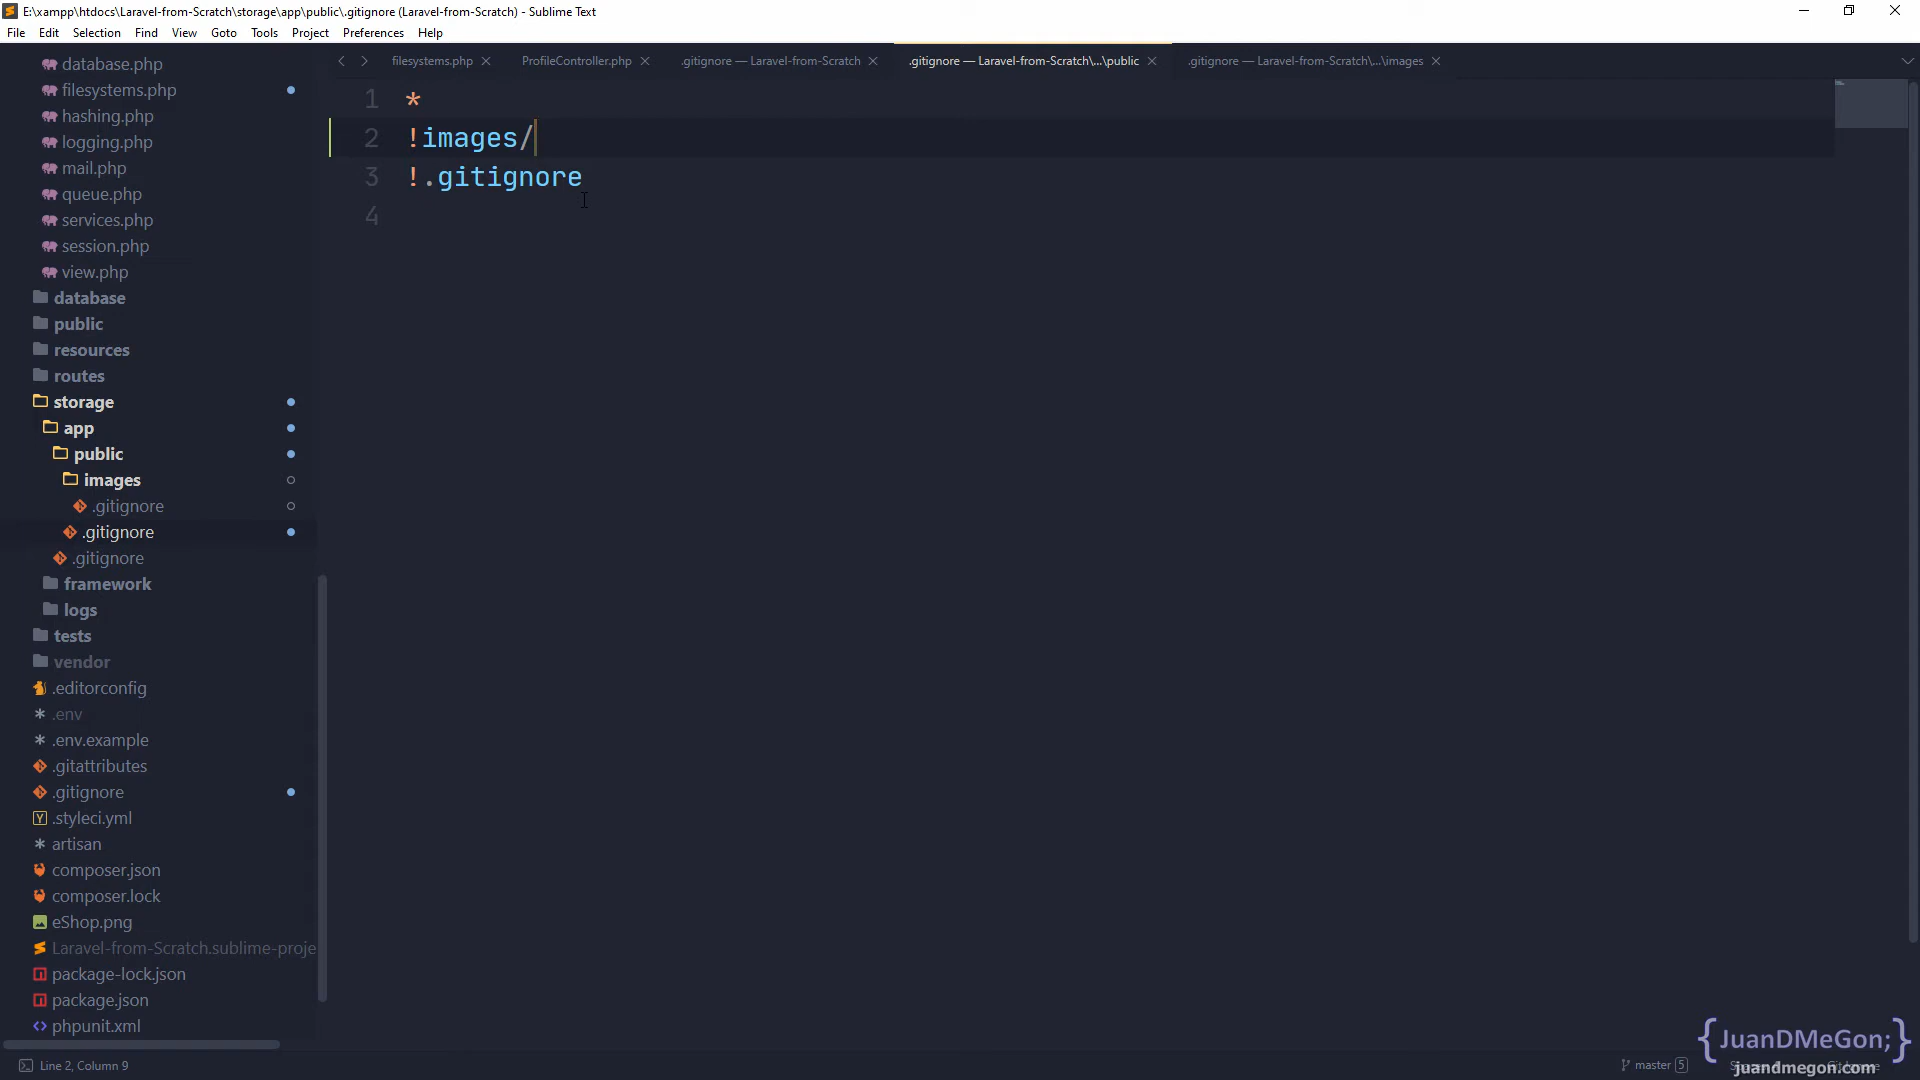 E:\xampp\htdocs\Laravel-from-Scratch\storage\app\public\.gitignore (Laravel-from-Scratch) - Sublime Text
File Edit Selection Find View Goto Tools Project Preferences Help
filesystems.php ProfileController.php .gitignore — Laravel-from-Scratch .gitignore — Laravel-from-Scratch\...\public .gitignore — Laravel-from-Scratch\...\images
database.php
filesystems.php
hashing.php
logging.php
mail.php
queue.php
services.php
session.php
view.php
database
public
resources
routes
storage
app
public
images
.gitignore
.gitignore
.gitignore
framework
logs
tests
vendor
.editorconfig
.env
.env.example
.gitattributes
.gitignore
.styleci.yml
artisan
composer.json
composer.lock
eShop.png
Laravel-from-Scratch.sublime-proje
package-lock.json
package.json
phpunit.xml
1 *
2 !images/
3 !.gitignore
4
Line 2, Column 9
master 5
{JuanDMeGon;}
juandmegon.com